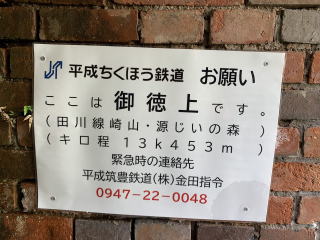 平成ちくほう鉄道 お願い
ここは 御徳上 です。
(田川線崎山・源じいの森)
(キロ程 13k453m)
緊急時の連絡先
平成筑豊鉄道(株)金田指令
0947-22-0048